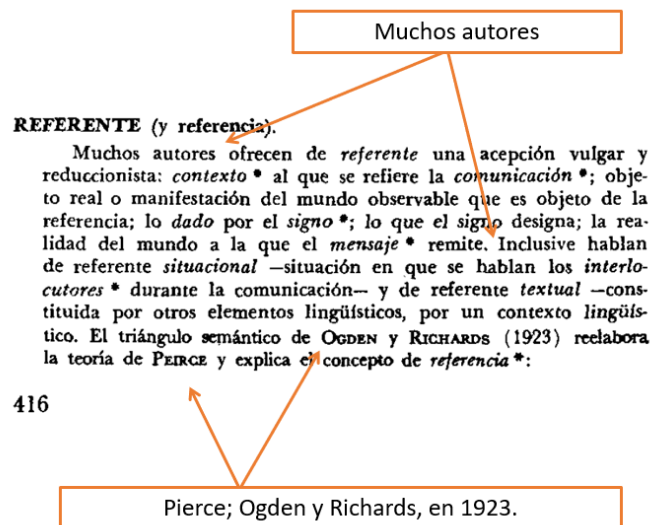 Muchos autores
REFERENTE (y referencia).
Muchos autores ofrecen de referente una acepción vulgar y
reduccionista: contexto * al que se refiere la comunicación *; obje-
to real o manifestación del mundo observable que es objeto de la
referencia; lo dado por el signo *; lo que el signo designa; la rea-
lidad del mundo a la que el mensaje * remite. Inclusive hablan
de referente situacional —situación en que se hablan los interlo-
cutores * durante la comunicación— y de referente textual —cons-
tituida por otros elementos lingüísticos, por un contexto lingüís-
tico. El triángulo semántico de OGDEN y RICHARDS (1923) reelabora
la teoría de PEIRCE y explica el concepto de referencia *:
416
Pierce; Ogden y Richards, en 1923.